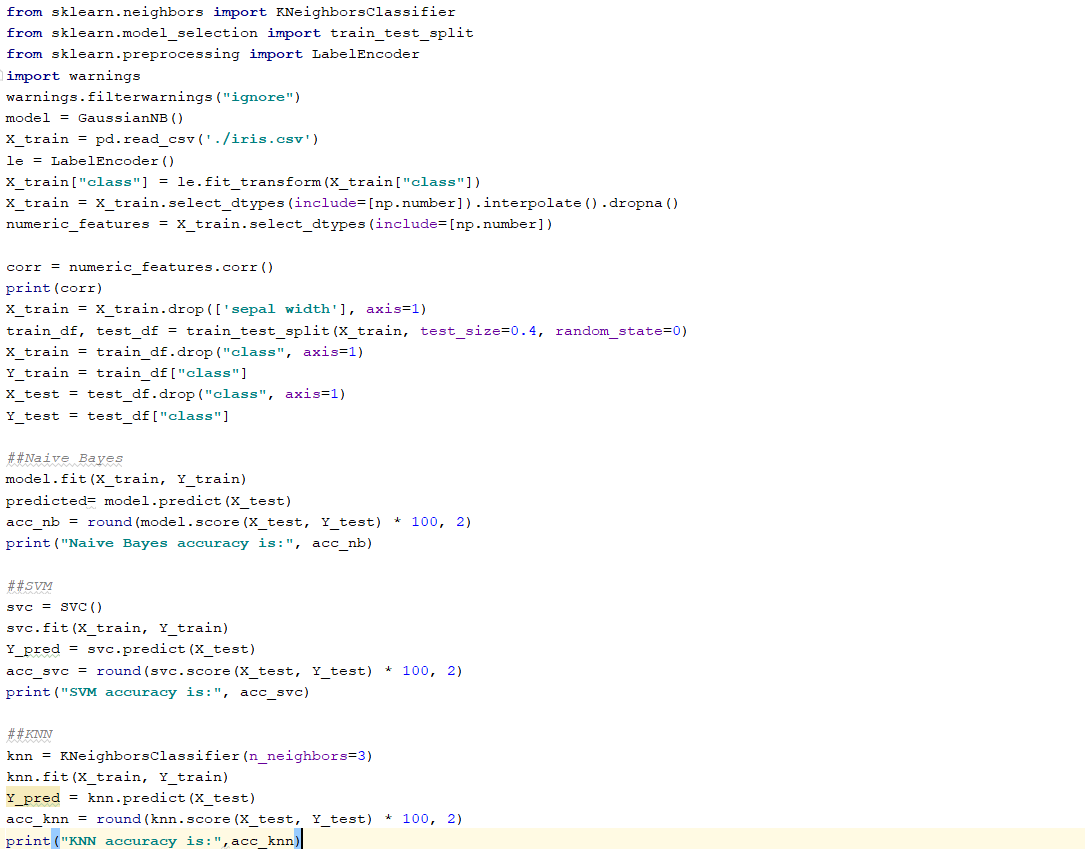 from sklearn.neighbors import KNeighborsClassifier
from sklearn.model_selection import train_test_split
from sklearn.preprocessing import LabelEncoder
import warnings
warnings.filterwarnings("ignore")
model = GaussianNB()
X_train = pd.read_csv('./iris.csv')
le = LabelEncoder()
X_train["class"] = le.fit_transform(X_train["class"])
X_train = X_train.select_dtypes(include=[np.number]).interpolate().dropna()
numeric_features = X_train.select_dtypes(include=[np.number])
corr = numeric_features.corr()
print(corr)
X_train = X_train.drop(['sepal width'], axis=1)
train_df, test_df = train_test_split(X_train, test_size=0.4, random_state=0)
X_train = train_df.drop("class", axis=1)
Y_train = train_df["class"]
X_test = test_df.drop("class", axis=1)
Y_test = test_df["class"]
##Naive Bayes
model.fit(X_train, Y_train)
predicted= model.predict(X_test)
acc_nb = round(model.score(X_test, Y_test) * 100, 2)
print("Naive Bayes accuracy is:", acc_nb)
##SVM
svc = SVC()
svc.fit(X_train, Y_train)
Y_pred = svc.predict(X_test)
acc_svc = round(svc.score(X_test, Y_test) * 100, 2)
print("SVM accuracy is:", acc_svc)
##KNN
knn = KNeighborsClassifier(n_neighbors=3)
knn.fit(X_train, Y_train)
Y_pred = knn.predict(X_test)
acc_knn = round(knn.score(X_test, Y_test) * 100, 2)
print("KNN accuracy is:",acc_knn)